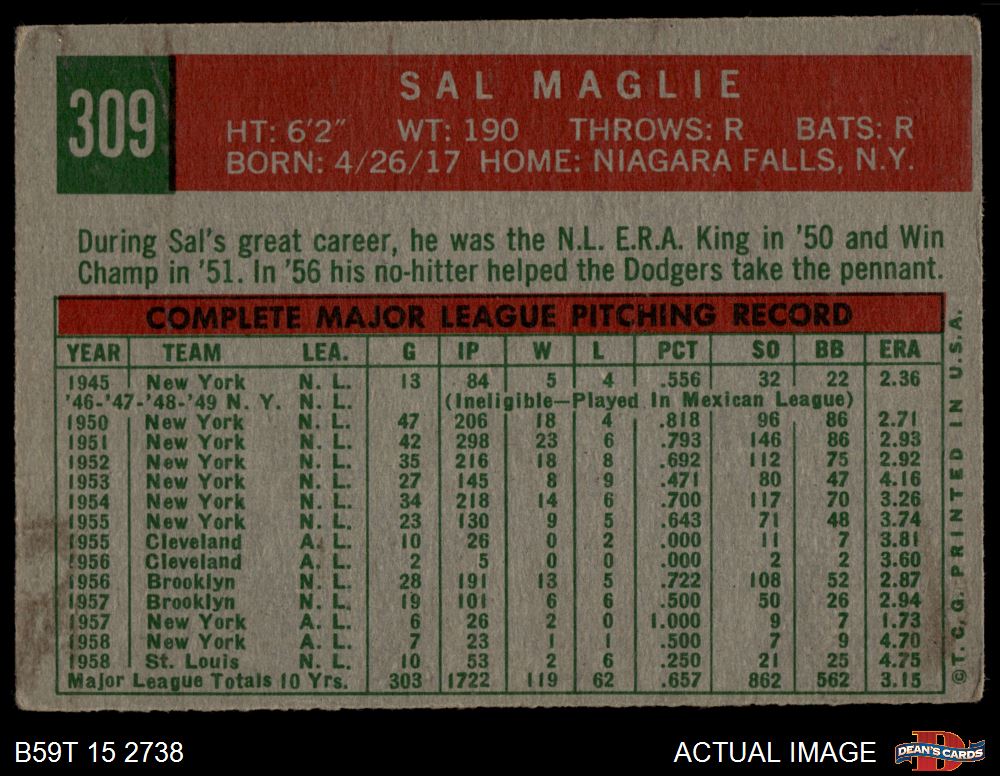 309
SAL MAGLIE
HT: 6'2" WT: 190 THROWS: R BATS: R
BORN: 4/26/17 HOME: NIAGARA FALLS, N.Y.
During Sal's great career, he was the N.L. E.R.A. King in '50 and Win
Champ in '51. In '56 his no-hitter helped the Dodgers take the pennant.
COMPLETE MAJOR LEAGUE PITCHING RECORD
YEAR TEAM LEA. G IP W L PCT SO BB ERA
1945 New York N. L. 13 84 5 4 .556 32 22 2.36
'46-'47-'48-'49 N. Y. N. L. (Ineligible—Played In Mexican League)
1950 New York N. L. 47 206 18 4 .818 96 86 2.71
1951 New York N. L. 42 298 23 6 .793 146 86 2.93
1952 New York N. L. 35 216 18 8 .692 112 75 2.92
1953 New York N. L. 27 145 8 9 .471 80 47 4.16
1954 New York N. L. 34 218 14 6 .700 117 70 3.26
1955 New York N. L. 23 130 9 5 .643 71 48 3.74
1955 Cleveland A. L. 10 26 0 2 .000 11 7 3.81
1956 Cleveland A. L. 2 5 0 0 .000 2 2 3.60
1956 Brooklyn N. L. 28 191 13 5 .722 108 52 2.87
1957 Brooklyn N. L. 19 101 6 6 .500 50 26 2.94
1957 New York A. L. 6 26 2 0 1.000 9 7 1.73
1958 New York A. L. 7 23 1 1 .500 7 9 4.70
1958 St. Louis N. L. 10 53 2 6 .250 21 25 4.75
Major League Totals 10 Yrs. 303 1722 119 62 .657 862 562 3.15
©T. C. G. PRINTED IN U.S.A.
B59T 15 2738
ACTUAL IMAGE
DEAN'S CARDS